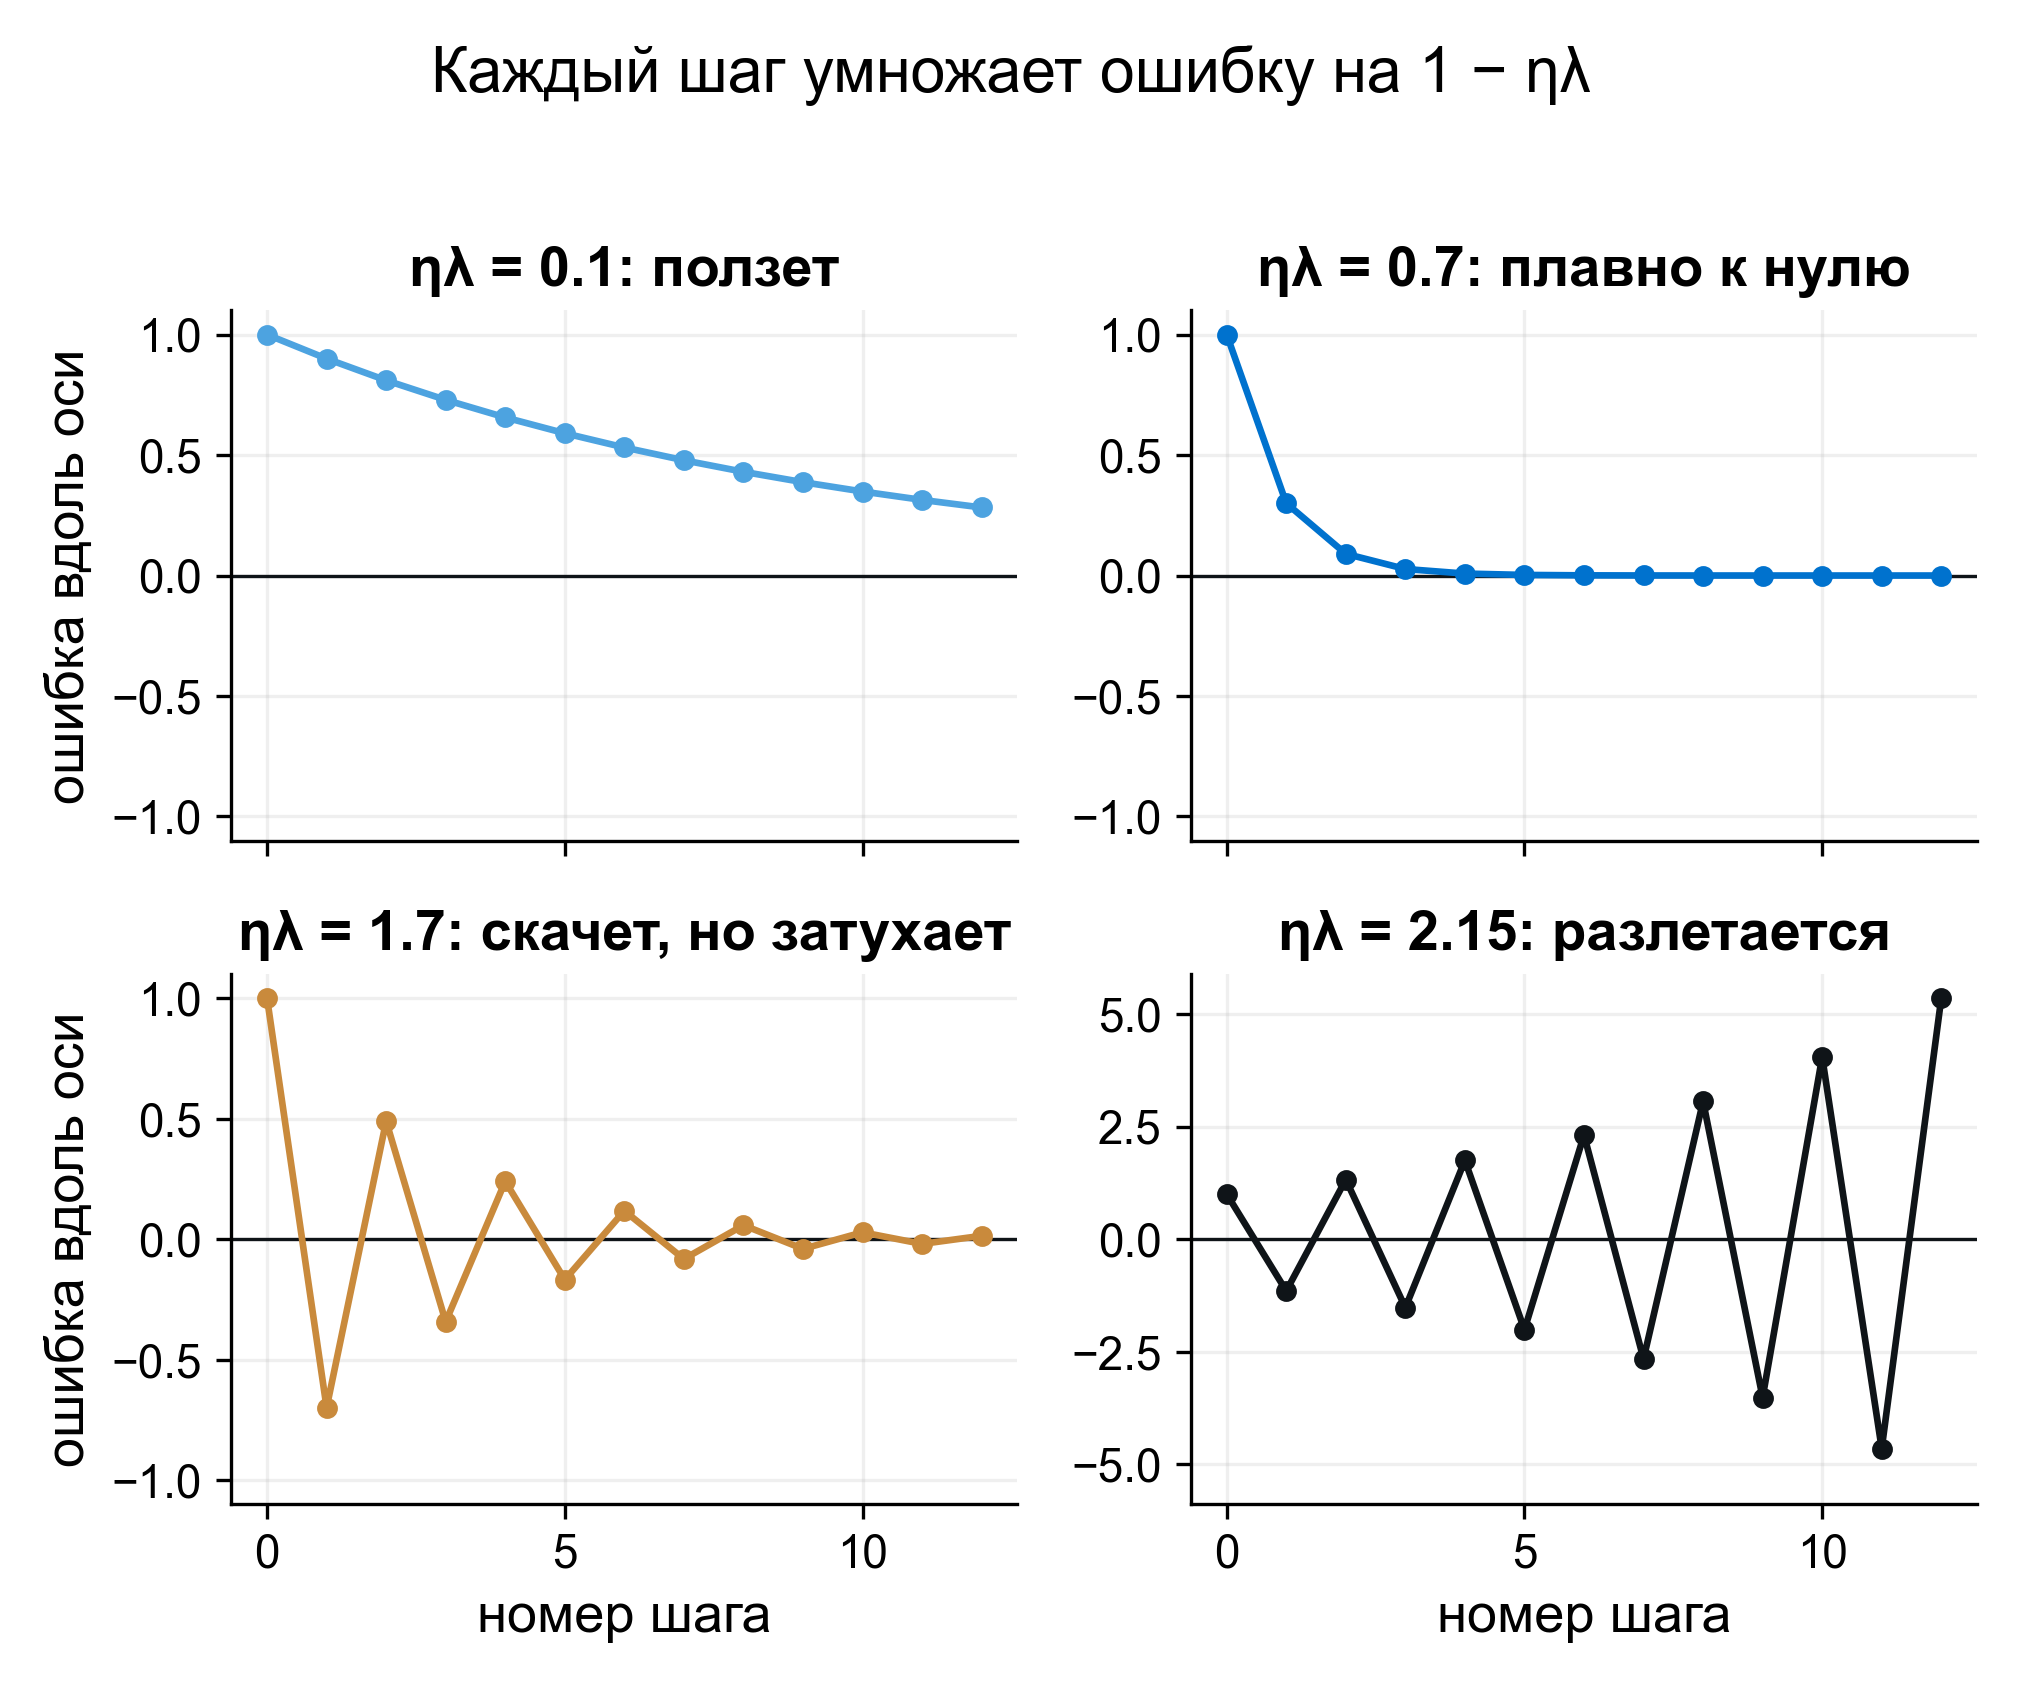 Каждый шаг умножает ошибку на 1 − ηλ
ηλ = 0.1: ползет
ошибка вдоль оси
1.0
0.5
0.0
−0.5
−1.0
ηλ = 0.7: плавно к нулю
1.0
0.5
0.0
−0.5
−1.0
ηλ = 1.7: скачет, но затухает
ошибка вдоль оси
1.0
0.5
0.0
−0.5
−1.0
0 5 10
номер шага
ηλ = 2.15: разлетается
5.0
2.5
0.0
−2.5
−5.0
0 5 10
номер шага